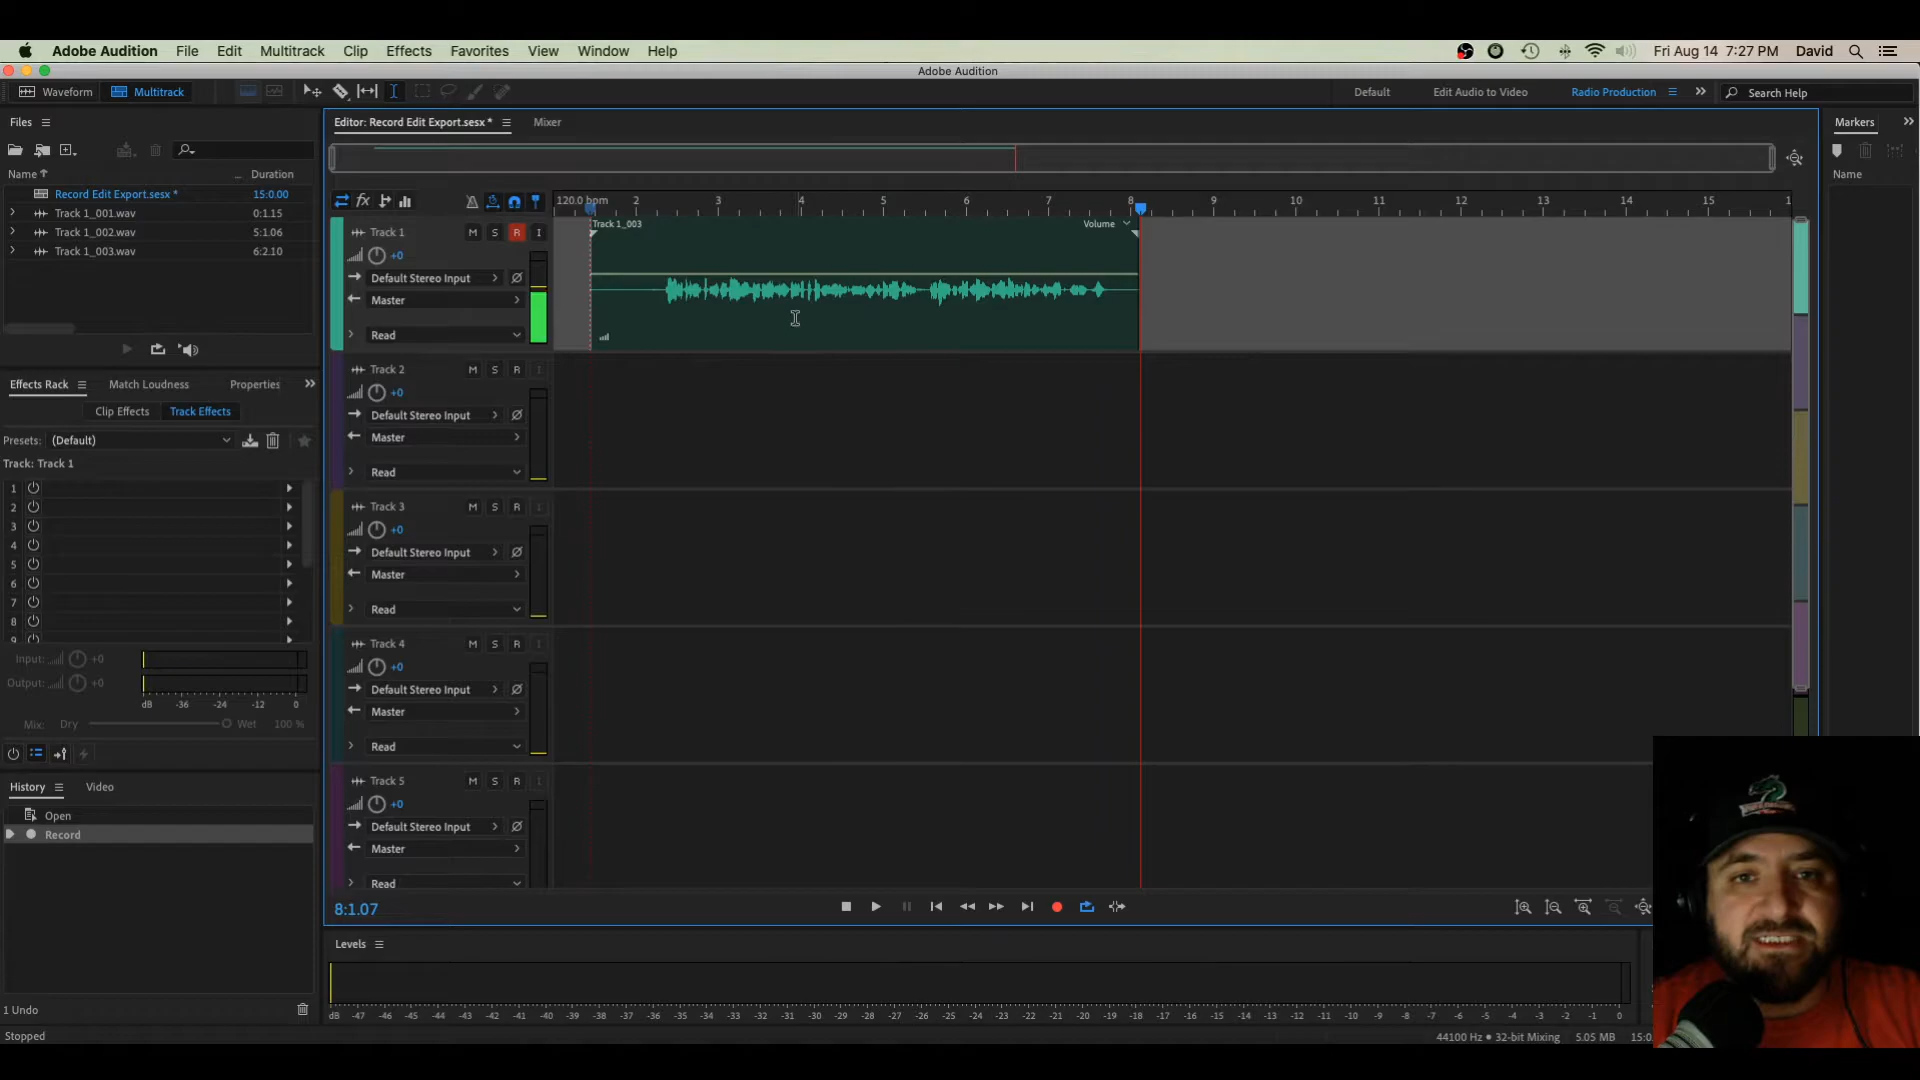 Adobe Audition File Edit Multitrack Clip Effects Favorites View Window Help Fri Aug 14 7:27 PM David
Adobe Audition
Waveform Multitrack Default Edit Audio to Video Radio Production Search Help
Files Editor: Record Edit Export.sesx * Mixer Markers
Name Duration Name
Record Edit Export.sesx * 15:0.00
Track 1_001.wav 0:1.15
Track 1_002.wav 5:1.06
Track 1_003.wav 6:2.10
fx 120.0 bpm 2 3 4 5 6 7 8 9 10 11 12 13 14 15
Track 1 M S R I
Track 1_003 Volume
+0
Default Stereo Input
Master
Read
Track 2 M S R I
+0
Default Stereo Input
Master
Read
Track 3 M S R I
+0
Default Stereo Input
Master
Read
Track 4 M S R I
+0
Default Stereo Input
Master
Read
Track 5 M S R I
+0
Default Stereo Input
Master
Read
Effects Rack Match Loudness Properties
Clip Effects Track Effects
Presets: (Default)
Track: Track 1
1
2
3
4
5
6
7
8
9
Input: +0
Output: +0
dB -36 -24 -12 0
Mix: Dry Wet 100 %
History Video
Open
Record
1 Undo
Stopped
8:1.07
Levels
dB -47 -46 -45 -44 -43 -42 -41 -40 -39 -38 -37 -36 -35 -34 -33 -32 -31 -30 -29 -28 -27 -26 -25 -24 -23 -22 -21 -20 -19 -18 -17 -16 -15 -14 -13 -12 -11 -10 -9 -8 -7 -6 -5 -4 -3 -2 -1 0
44100 Hz • 32-bit Mixing 5.05 MB